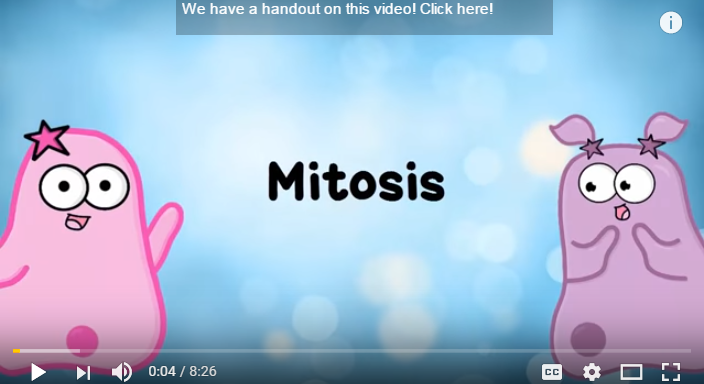 We have a handout on this video! Click here!
Mitosis
0:04 / 8:26
CC